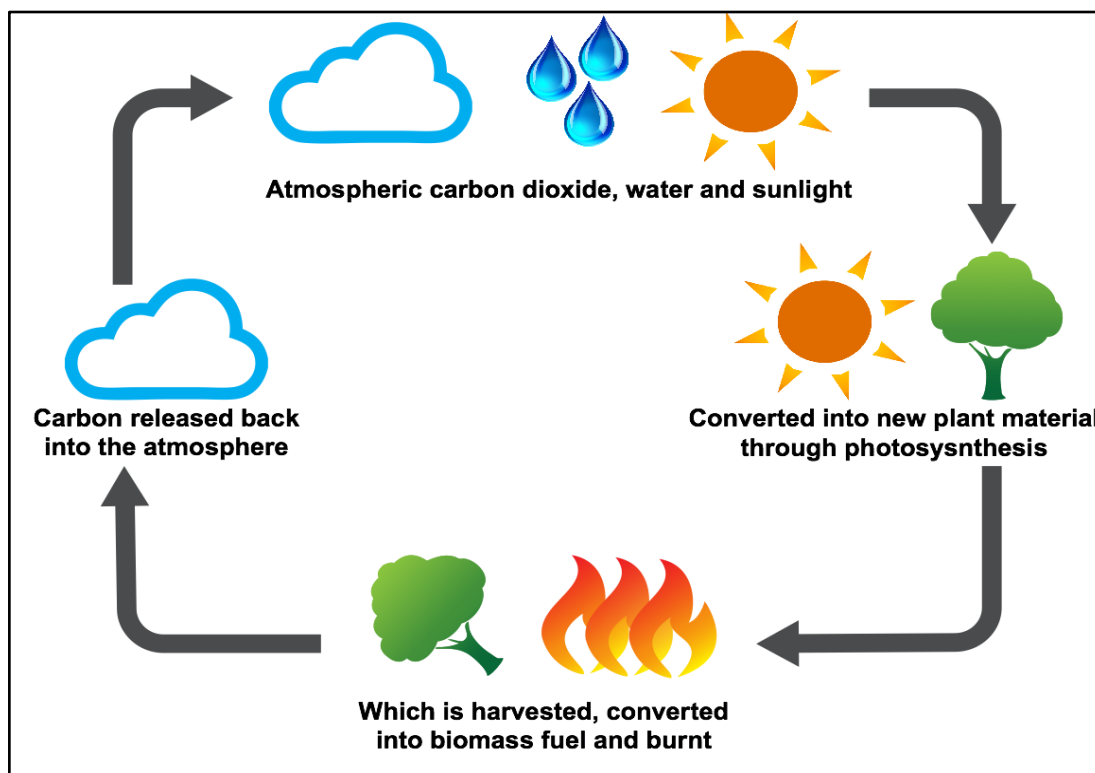 Atmospheric carbon dioxide, water and sunlight
Converted into new plant material
through photosysnthesis
Which is harvested, converted
into biomass fuel and burnt
Carbon released back
into the atmosphere